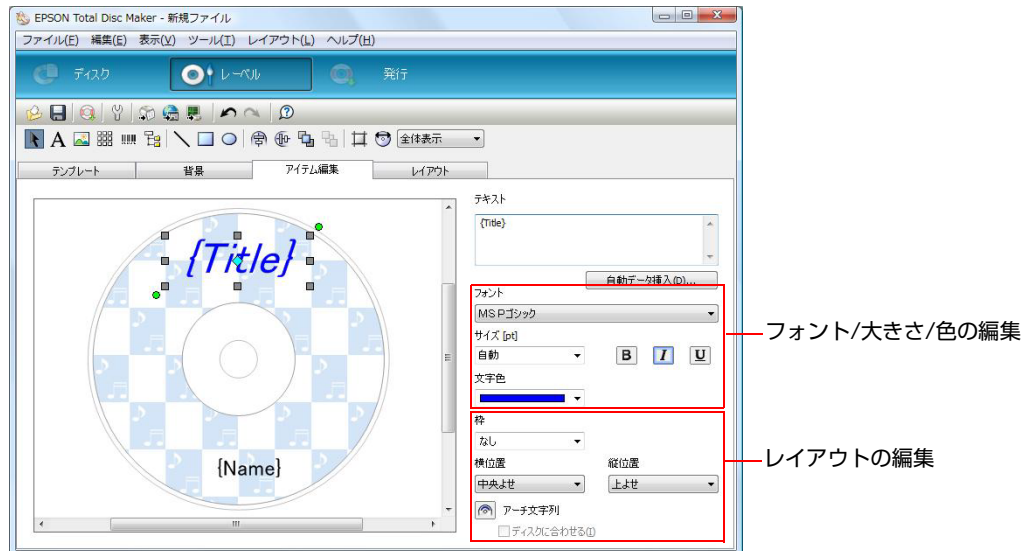 EPSON Total Disc Maker - 新規ファイル
ファイル(F) 編集(E) 表示(V) ツール(T) レイアウト(L) ヘルプ(H)
ディスク レーベル 発行
全体表示
テンプレート 背景 アイテム編集 レイアウト
{Title}
{Name}
テキスト
{Title}
自動データ挿入(D)...
フォント
MS Pゴシック
サイズ [pt]
自動 B I U
文字色
枠
なし
横位置 縦位置
中央よせ 上よせ
アーチ文字列
ディスクに合わせる(I)
フォント/大きさ/色の編集
レイアウトの編集